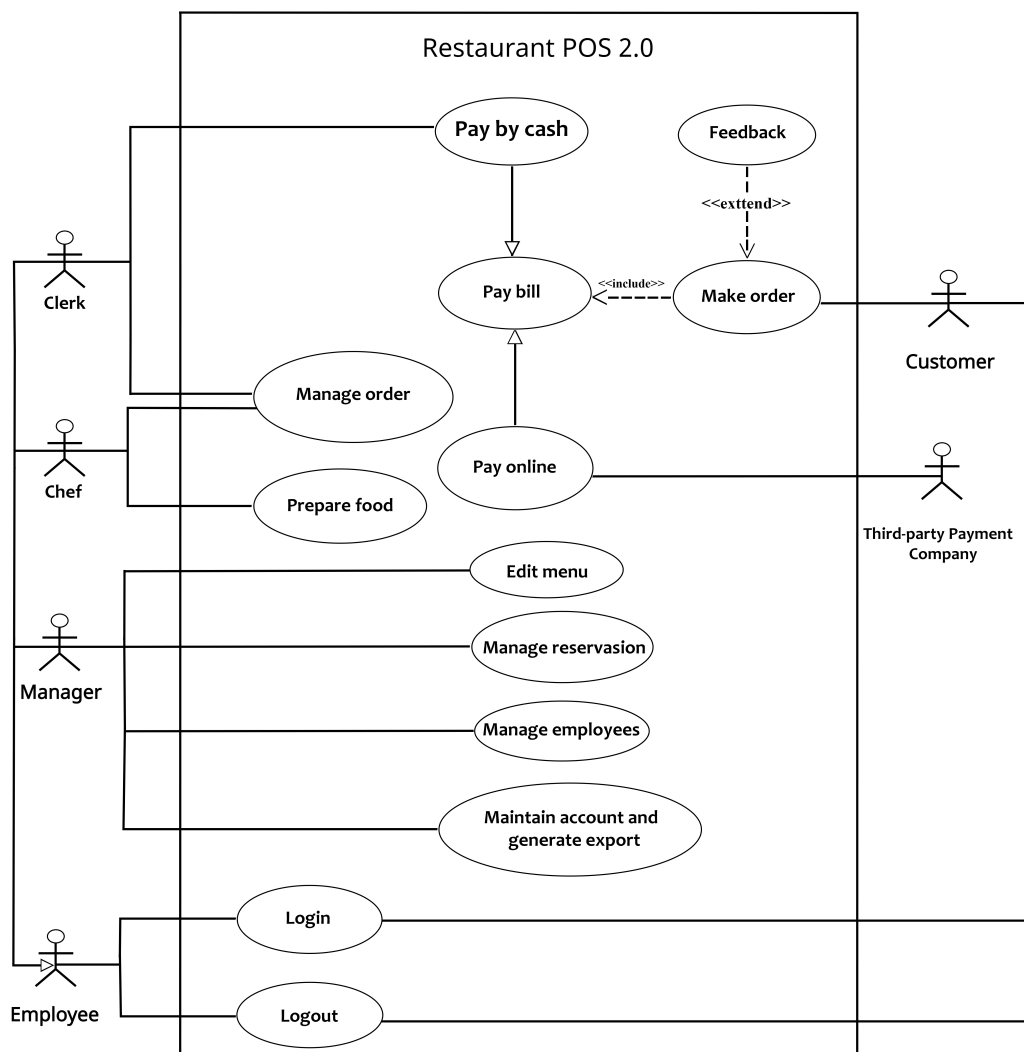 Restaurant POS 2.0
Pay by cash
Feedback
<<exttend>>
Clerk
Pay bill
<<include>>
Make order
Customer
Manage order
Chef
Pay online
Prepare food
Third-party Payment
Company
Edit menu
Manage reservasion
Manager
Manage employees
Maintain account and
generate export
Login
Employee
Logout